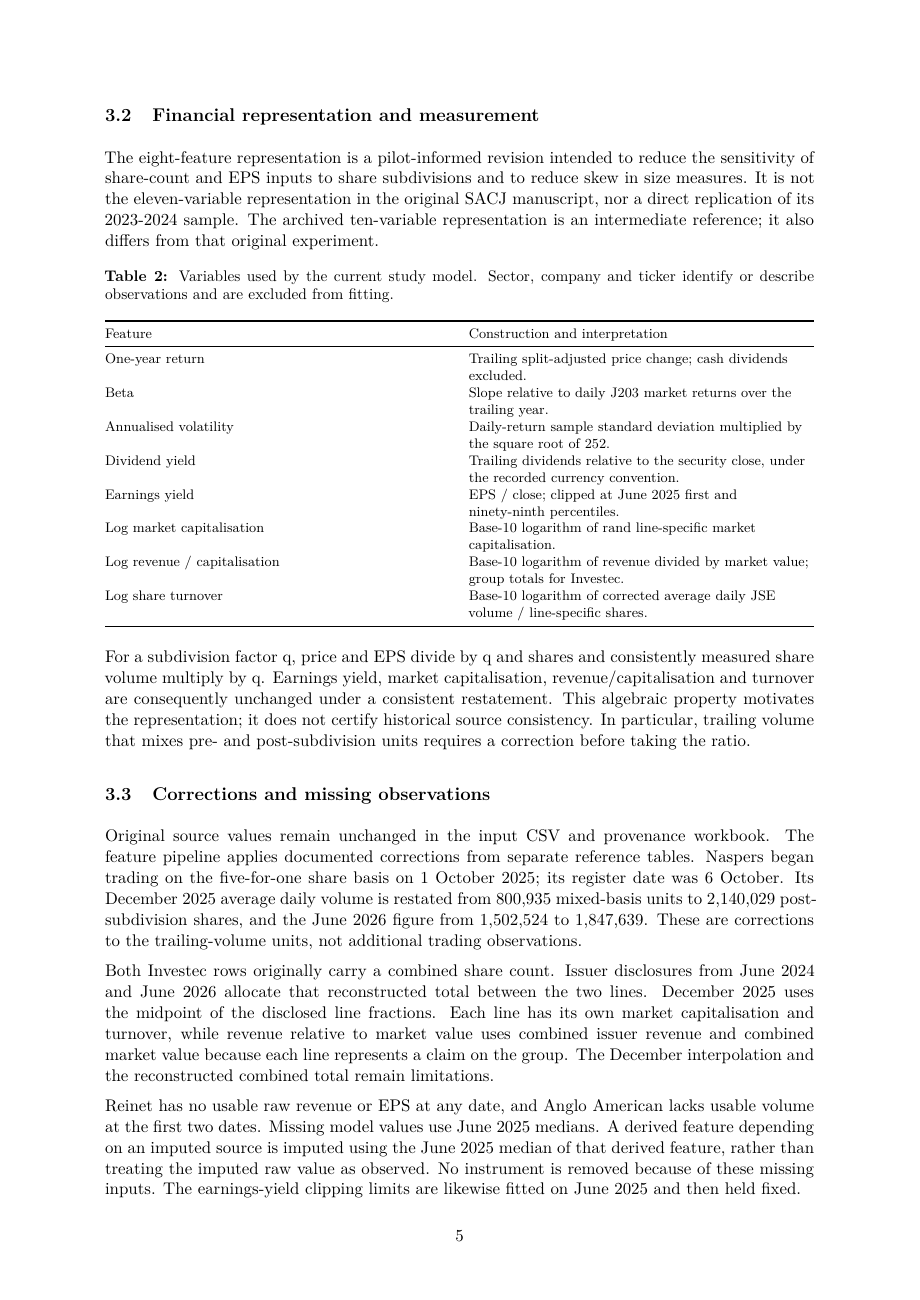 3.2 Financial representation and measurement
The eight-feature representation is a pilot-informed revision intended to reduce the sensitivity of
share-count and EPS inputs to share subdivisions and to reduce skew in size measures. It is not
the eleven-variable representation in the original SACJ manuscript, nor a direct replication of its
2023-2024 sample. The archived ten-variable representation is an intermediate reference; it also
differs from that original experiment.
Table 2: Variables used by the current study model. Sector, company and ticker identify or describe
observations and are excluded from fitting.
Feature Construction and interpretation
One-year return Trailing split-adjusted price change; cash dividends
excluded.
Beta Slope relative to daily J203 market returns over the
trailing year.
Annualised volatility Daily-return sample standard deviation multiplied by
the square root of 252.
Dividend yield Trailing dividends relative to the security close, under
the recorded currency convention.
Earnings yield EPS / close; clipped at June 2025 first and
ninety-ninth percentiles.
Log market capitalisation Base-10 logarithm of rand line-specific market
capitalisation.
Log revenue / capitalisation Base-10 logarithm of revenue divided by market value;
group totals for Investec.
Log share turnover Base-10 logarithm of corrected average daily JSE
volume / line-specific shares.
For a subdivision factor q, price and EPS divide by q and shares and consistently measured share
volume multiply by q. Earnings yield, market capitalisation, revenue/capitalisation and turnover
are consequently unchanged under a consistent restatement. This algebraic property motivates
the representation; it does not certify historical source consistency. In particular, trailing volume
that mixes pre- and post-subdivision units requires a correction before taking the ratio.
3.3 Corrections and missing observations
Original source values remain unchanged in the input CSV and provenance workbook. The
feature pipeline applies documented corrections from separate reference tables. Naspers began
trading on the five-for-one share basis on 1 October 2025; its register date was 6 October. Its
December 2025 average daily volume is restated from 800,935 mixed-basis units to 2,140,029 post-
subdivision shares, and the June 2026 figure from 1,502,524 to 1,847,639. These are corrections
to the trailing-volume units, not additional trading observations.
Both Investec rows originally carry a combined share count. Issuer disclosures from June 2024
and June 2026 allocate that reconstructed total between the two lines. December 2025 uses
the midpoint of the disclosed line fractions. Each line has its own market capitalisation and
turnover, while revenue relative to market value uses combined issuer revenue and combined
market value because each line represents a claim on the group. The December interpolation and
the reconstructed combined total remain limitations.
Reinet has no usable raw revenue or EPS at any date, and Anglo American lacks usable volume
at the first two dates. Missing model values use June 2025 medians. A derived feature depending
on an imputed source is imputed using the June 2025 median of that derived feature, rather than
treating the imputed raw value as observed. No instrument is removed because of these missing
inputs. The earnings-yield clipping limits are likewise fitted on June 2025 and then held fixed.
5